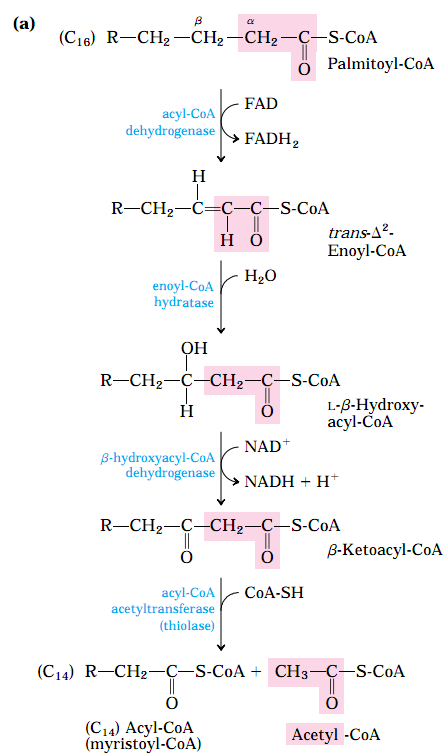 (a)
β α
(C₁₆) R—CH₂—CH₂—CH₂—C—S-CoA
O
Palmitoyl-CoA
acyl-CoA
dehydrogenase
FAD
FADH₂
H
R—CH₂—C=C—C—S-CoA
H O
trans-Δ²-
Enoyl-CoA
enoyl-CoA
hydratase
H₂O
OH
R—CH₂—C—CH₂—C—S-CoA
H O
L-β-Hydroxy-
acyl-CoA
β-hydroxyacyl-CoA
dehydrogenase
NAD⁺
NADH + H⁺
R—CH₂—C—CH₂—C—S-CoA
O O
β-Ketoacyl-CoA
acyl-CoA
acetyltransferase
(thiolase)
CoA-SH
(C₁₄) R—CH₂—C—S-CoA + CH₃—C—S-CoA
O O
(C₁₄) Acyl-CoA
(myristoyl-CoA)
Acetyl -CoA